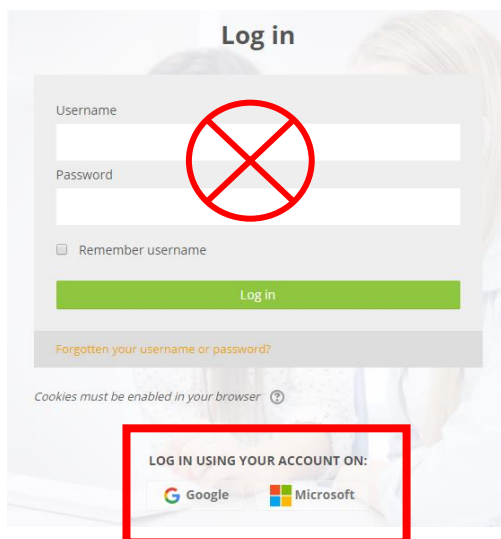 Log in
Username
Password
Remember username
Log in
Forgotten your username or password?
Cookies must be enabled in your browser ?
LOG IN USING YOUR ACCOUNT ON:
Google Microsoft